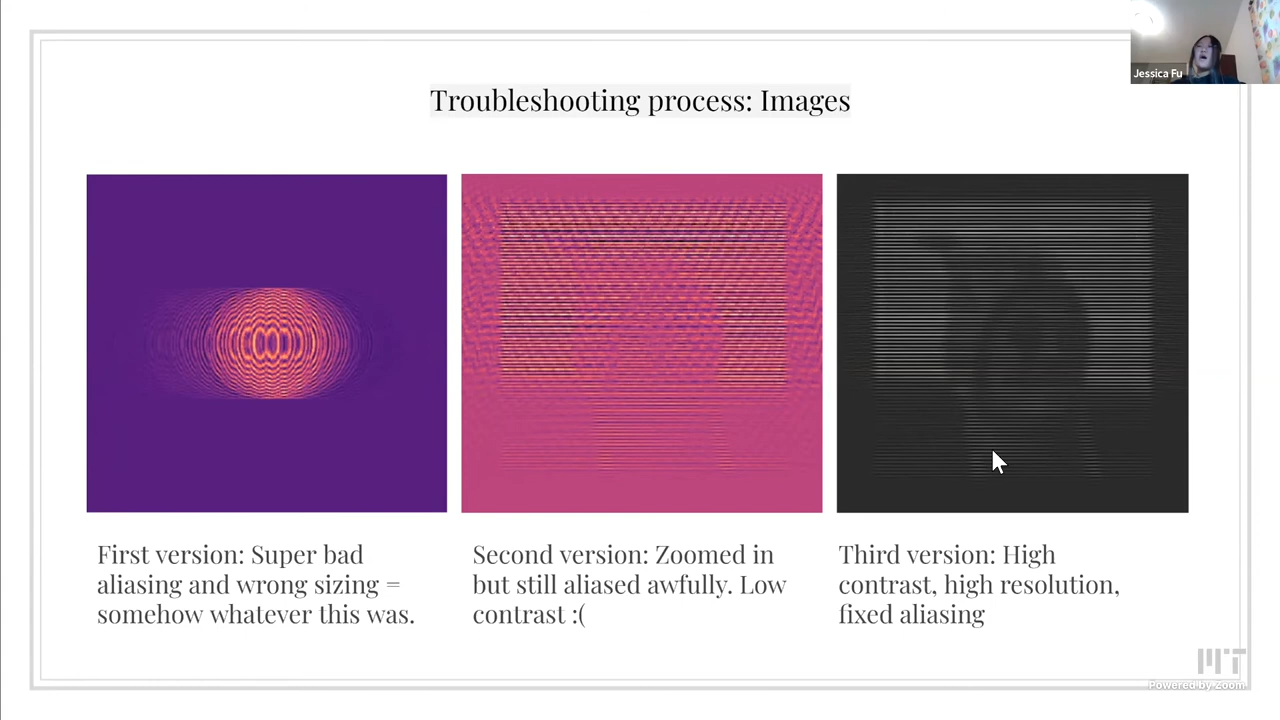 Jessica Fu
Troubleshooting process: Images
First version: Super bad
aliasing and wrong sizing =
somehow whatever this was.
Second version: Zoomed in
but still aliased awfully. Low
contrast :(
Third version: High
contrast, high resolution,
fixed aliasing
MIT
Powered by Zoom